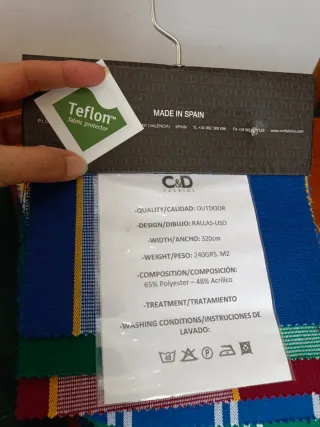 Teflon™
fabric protector
MADE IN SPAIN
SPAIN
C&D
-QUALITY/CALIDAD: OUTDOOR
-DESIGN/DIBUJO: RALLAS-LISO
-WIDTH/ANCHO: 320cm
-WEIGHT/PESO: 240GRS. M2
-COMPOSITION/COMPOSICIÓN:
65% Polyester – 48% Acrílico
-TREATMENT/TRATAMIENTO
-WASHING CONDITIONS/INSTRUCIONES DE
LAVADO: